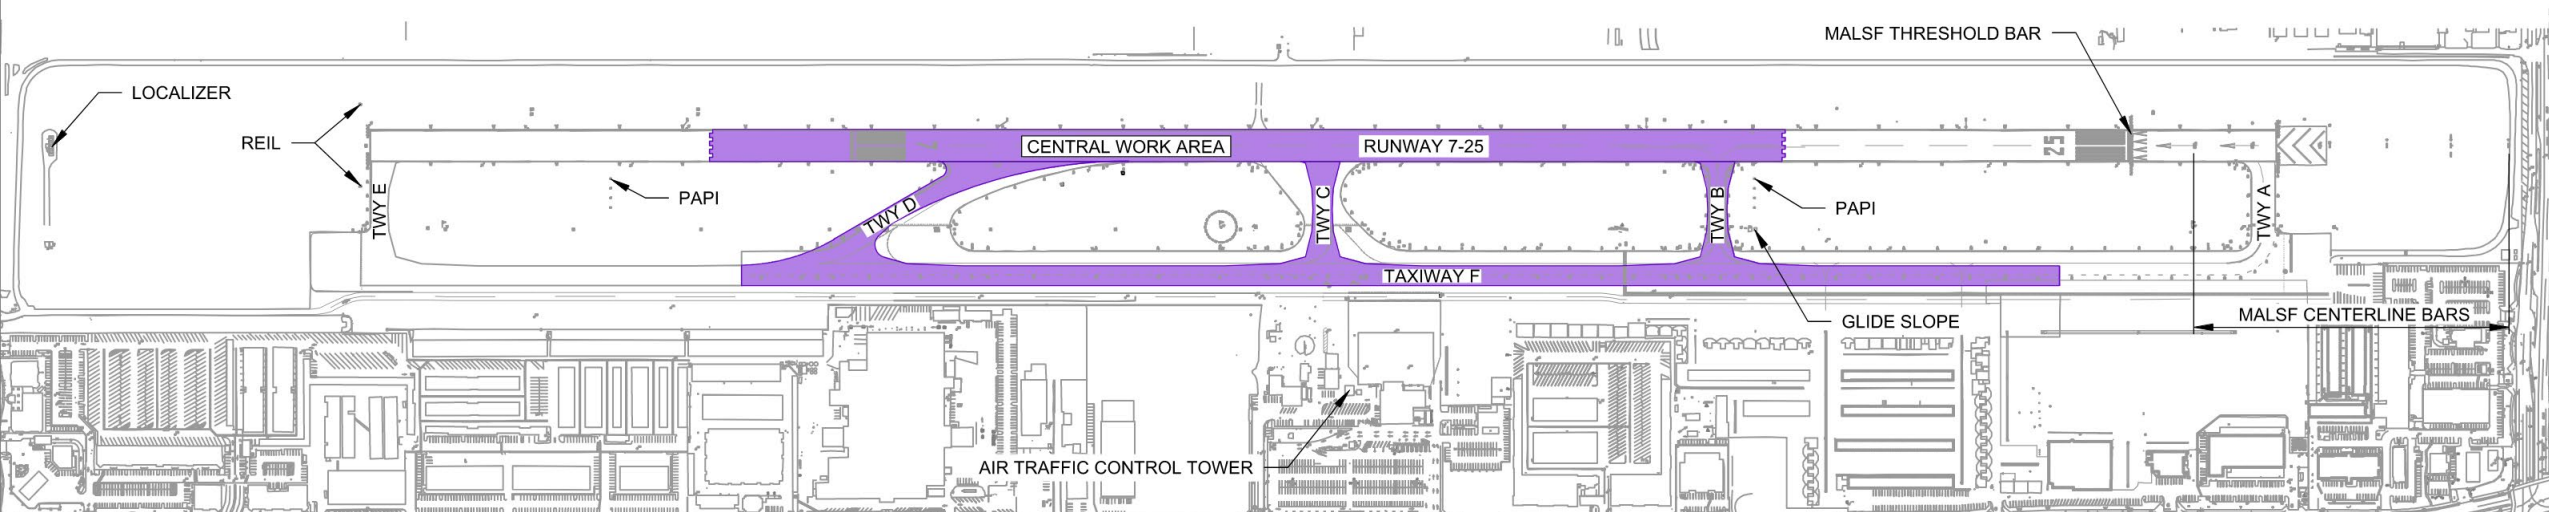 MALSF THRESHOLD BAR
LOCALIZER
REIL
CENTRAL WORK AREA
RUNWAY 7-25
25
TWY E
PAPI
TWY D
TWY C
TWY B
PAPI
TWY A
TAXIWAY F
GLIDE SLOPE
MALSF CENTERLINE BARS
AIR TRAFFIC CONTROL TOWER